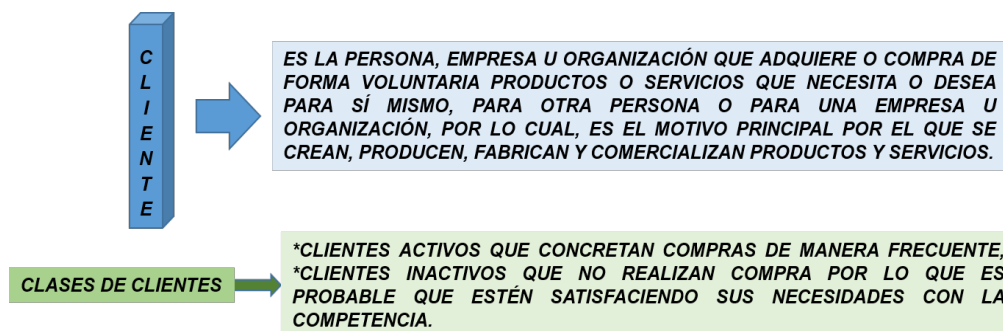 CLIENTE
ES LA PERSONA, EMPRESA U ORGANIZACIÓN QUE ADQUIERE O COMPRA DE
FORMA VOLUNTARIA PRODUCTOS O SERVICIOS QUE NECESITA O DESEA
PARA SÍ MISMO, PARA OTRA PERSONA O PARA UNA EMPRESA U
ORGANIZACIÓN, POR LO CUAL, ES EL MOTIVO PRINCIPAL POR EL QUE SE
CREAN, PRODUCEN, FABRICAN Y COMERCIALIZAN PRODUCTOS Y SERVICIOS.
CLASES DE CLIENTES
*CLIENTES ACTIVOS QUE CONCRETAN COMPRAS DE MANERA FRECUENTE,
*CLIENTES INACTIVOS QUE NO REALIZAN COMPRA POR LO QUE ES
PROBABLE QUE ESTÉN SATISFACIENDO SUS NECESIDADES CON LA
COMPETENCIA.